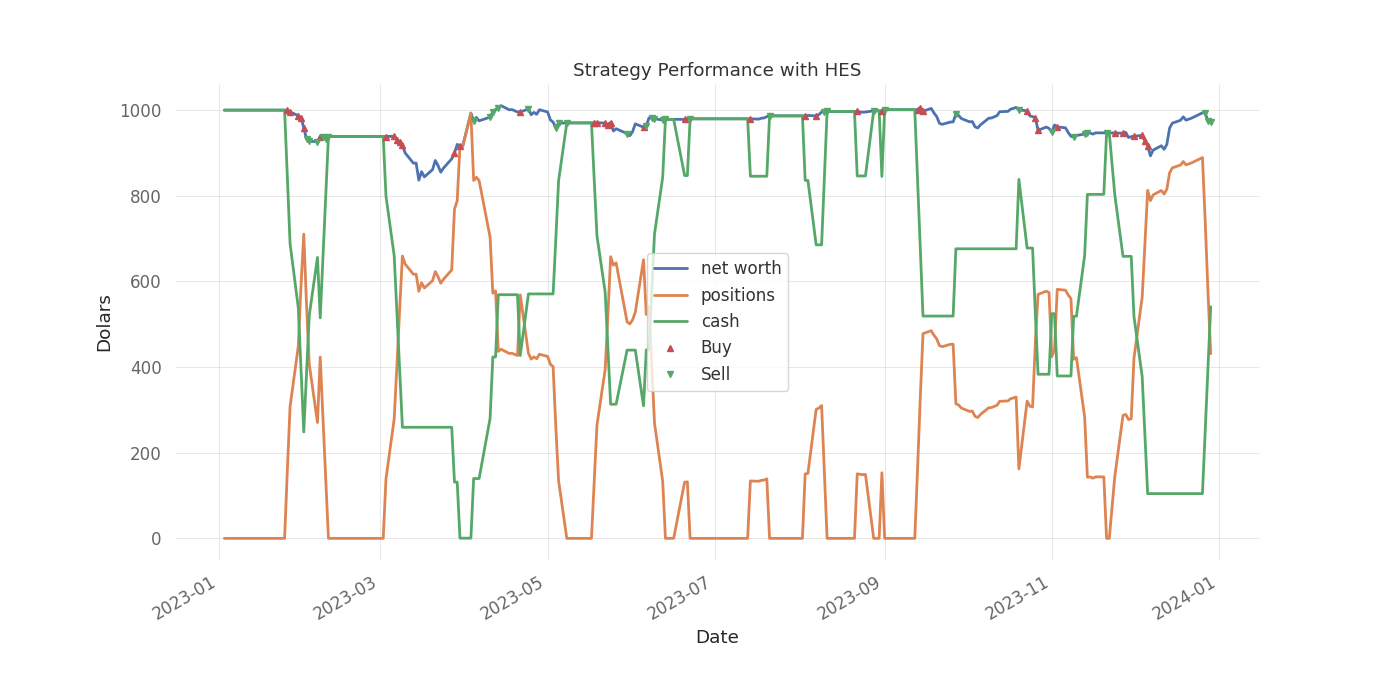 Strategy Performance with HES
1000
800
600
400
200
0
Dolars
net worth
positions
cash
Buy
Sell
2023-01
2023-03
2023-05
2023-07
2023-09
2023-11
2024-01
Date